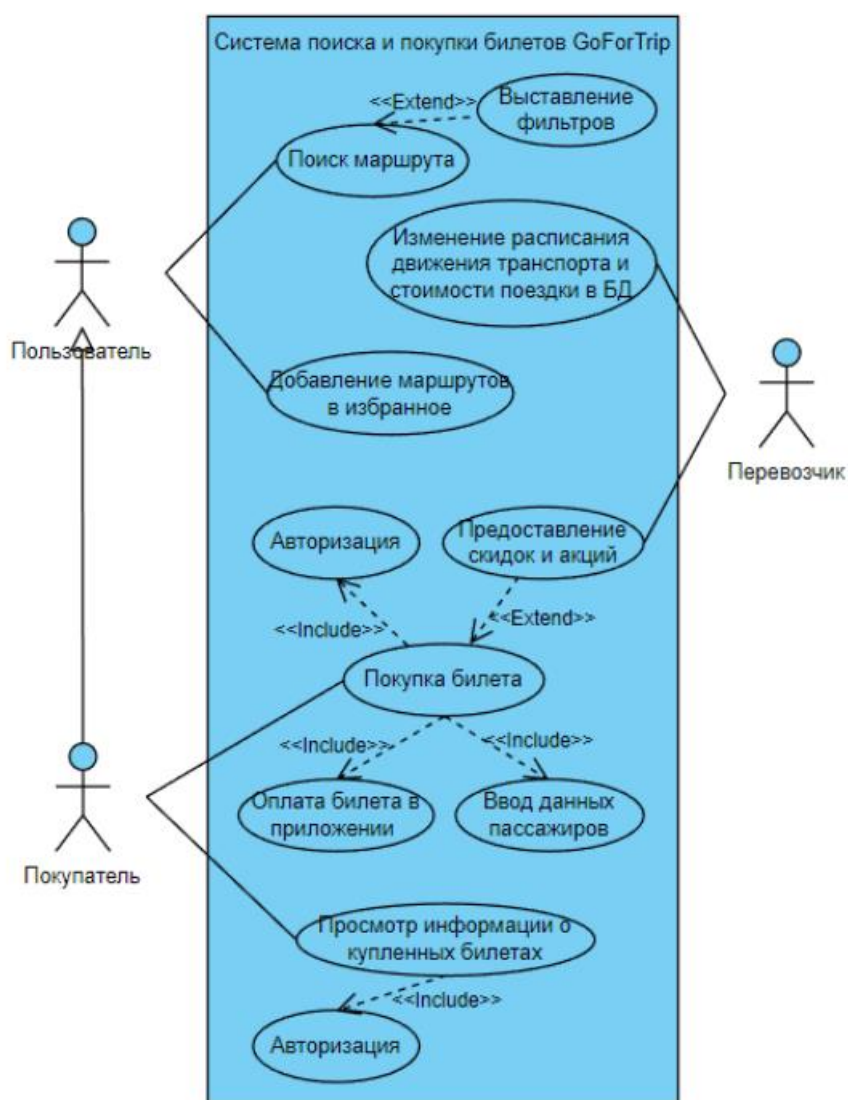 Система поиска и покупки билетов GoForTrip
<<Extend>>
Выставление
фильтров
Поиск маршрута
Изменение расписания
движения транспорта и
стоимости поездки в БД
Пользователь
Добавление маршрутов
в избранное
Перевозчик
Авторизация
Предоставление
скидок и акций
<<Include>>
<<Extend>>
Покупка билета
<<Include>>
<<Include>>
Оплата билета в
приложении
Ввод данных
пассажиров
Покупатель
Просмотр информации о
купленных билетах
<<Include>>
Авторизация